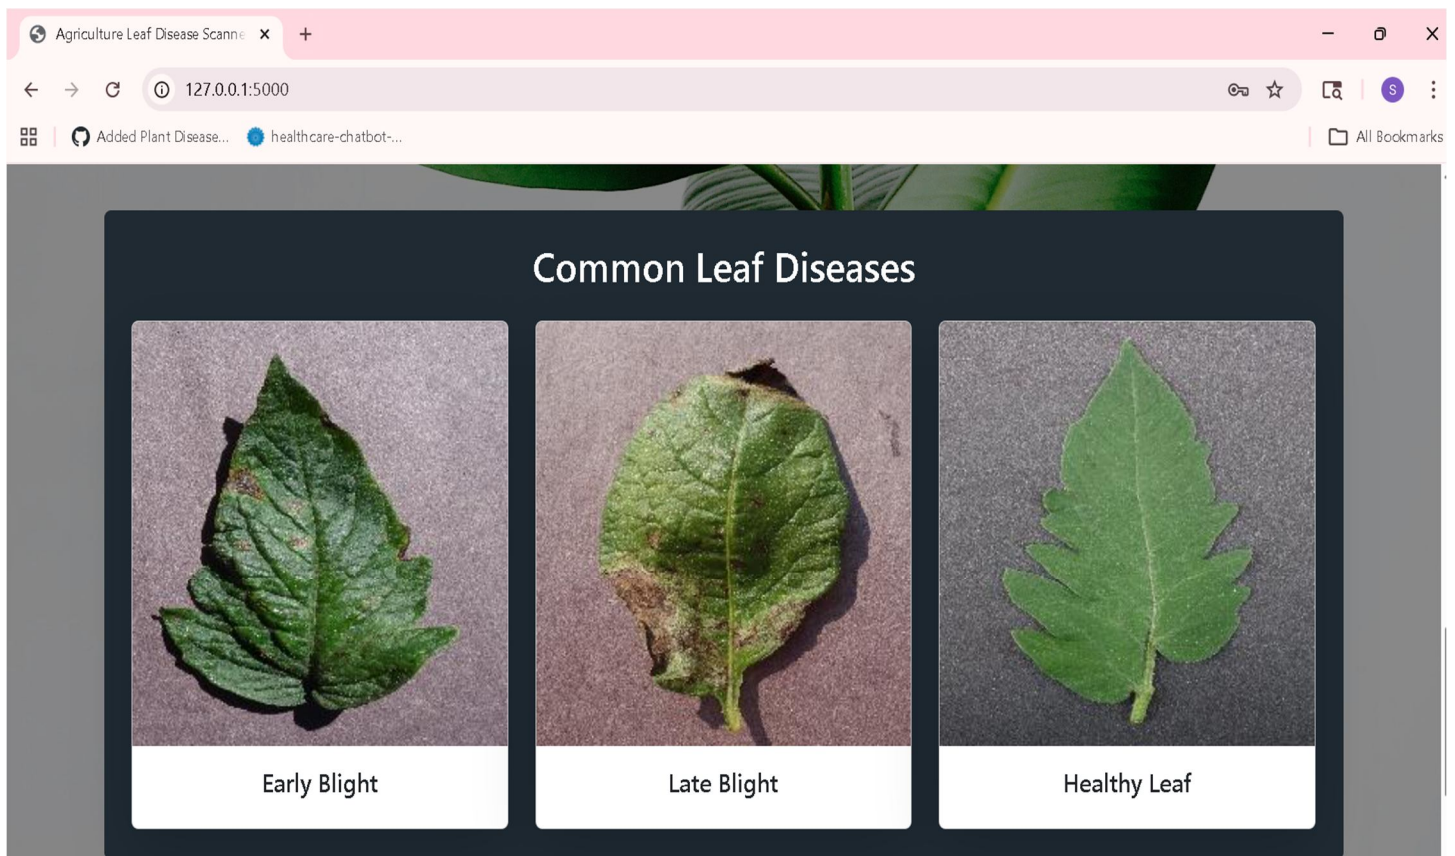 Agriculture Leaf Disease Scanne
127.0.0.1:5000
S
Added Plant Disease... healthcare-chatbot-... All Bookmarks
Common Leaf Diseases
Early Blight Late Blight Healthy Leaf